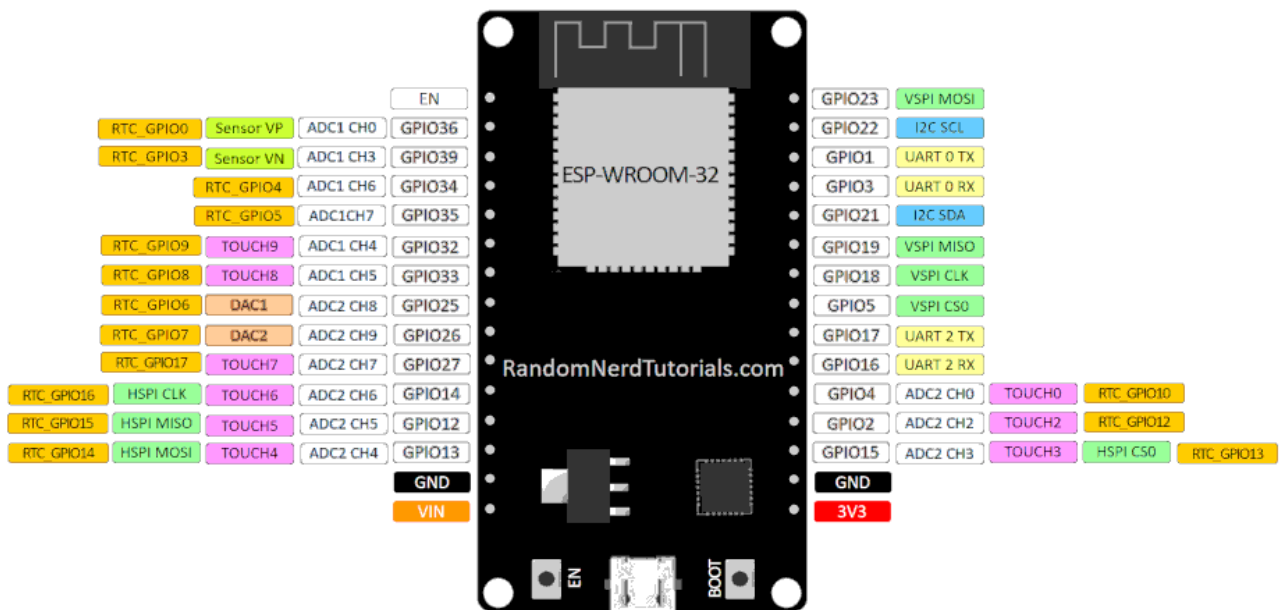 EN GPIO23 VSPI MOSI
RTC_GPIO0 Sensor VP ADC1 CH0 GPIO36 GPIO22 I2C SCL
RTC_GPIO3 Sensor VN ADC1 CH3 GPIO39 GPIO1 UART 0 TX
RTC_GPIO4 ADC1 CH6 GPIO34 ESP-WROOM-32 GPIO3 UART 0 RX
RTC_GPIO5 ADC1CH7 GPIO35 GPIO21 I2C SDA
RTC_GPIO9 TOUCH9 ADC1 CH4 GPIO32 GPIO19 VSPI MISO
RTC_GPIO8 TOUCH8 ADC1 CH5 GPIO33 GPIO18 VSPI CLK
RTC_GPIO6 DAC1 ADC2 CH8 GPIO25 GPIO5 VSPI CS0
RTC_GPIO7 DAC2 ADC2 CH9 GPIO26 GPIO17 UART 2 TX
RTC_GPIO17 TOUCH7 ADC2 CH7 GPIO27 RandomNerdTutorials.com GPIO16 UART 2 RX
RTC_GPIO16 HSPI CLK TOUCH6 ADC2 CH6 GPIO14 GPIO4 ADC2 CH0 TOUCH0 RTC_GPIO10
RTC_GPIO15 HSPI MISO TOUCH5 ADC2 CH5 GPIO12 GPIO2 ADC2 CH2 TOUCH2 RTC_GPIO12
RTC_GPIO14 HSPI MOSI TOUCH4 ADC2 CH4 GPIO13 GPIO15 ADC2 CH3 TOUCH3 HSPI CS0 RTC_GPIO13
GND GND
VIN 3V3
EN BOOT